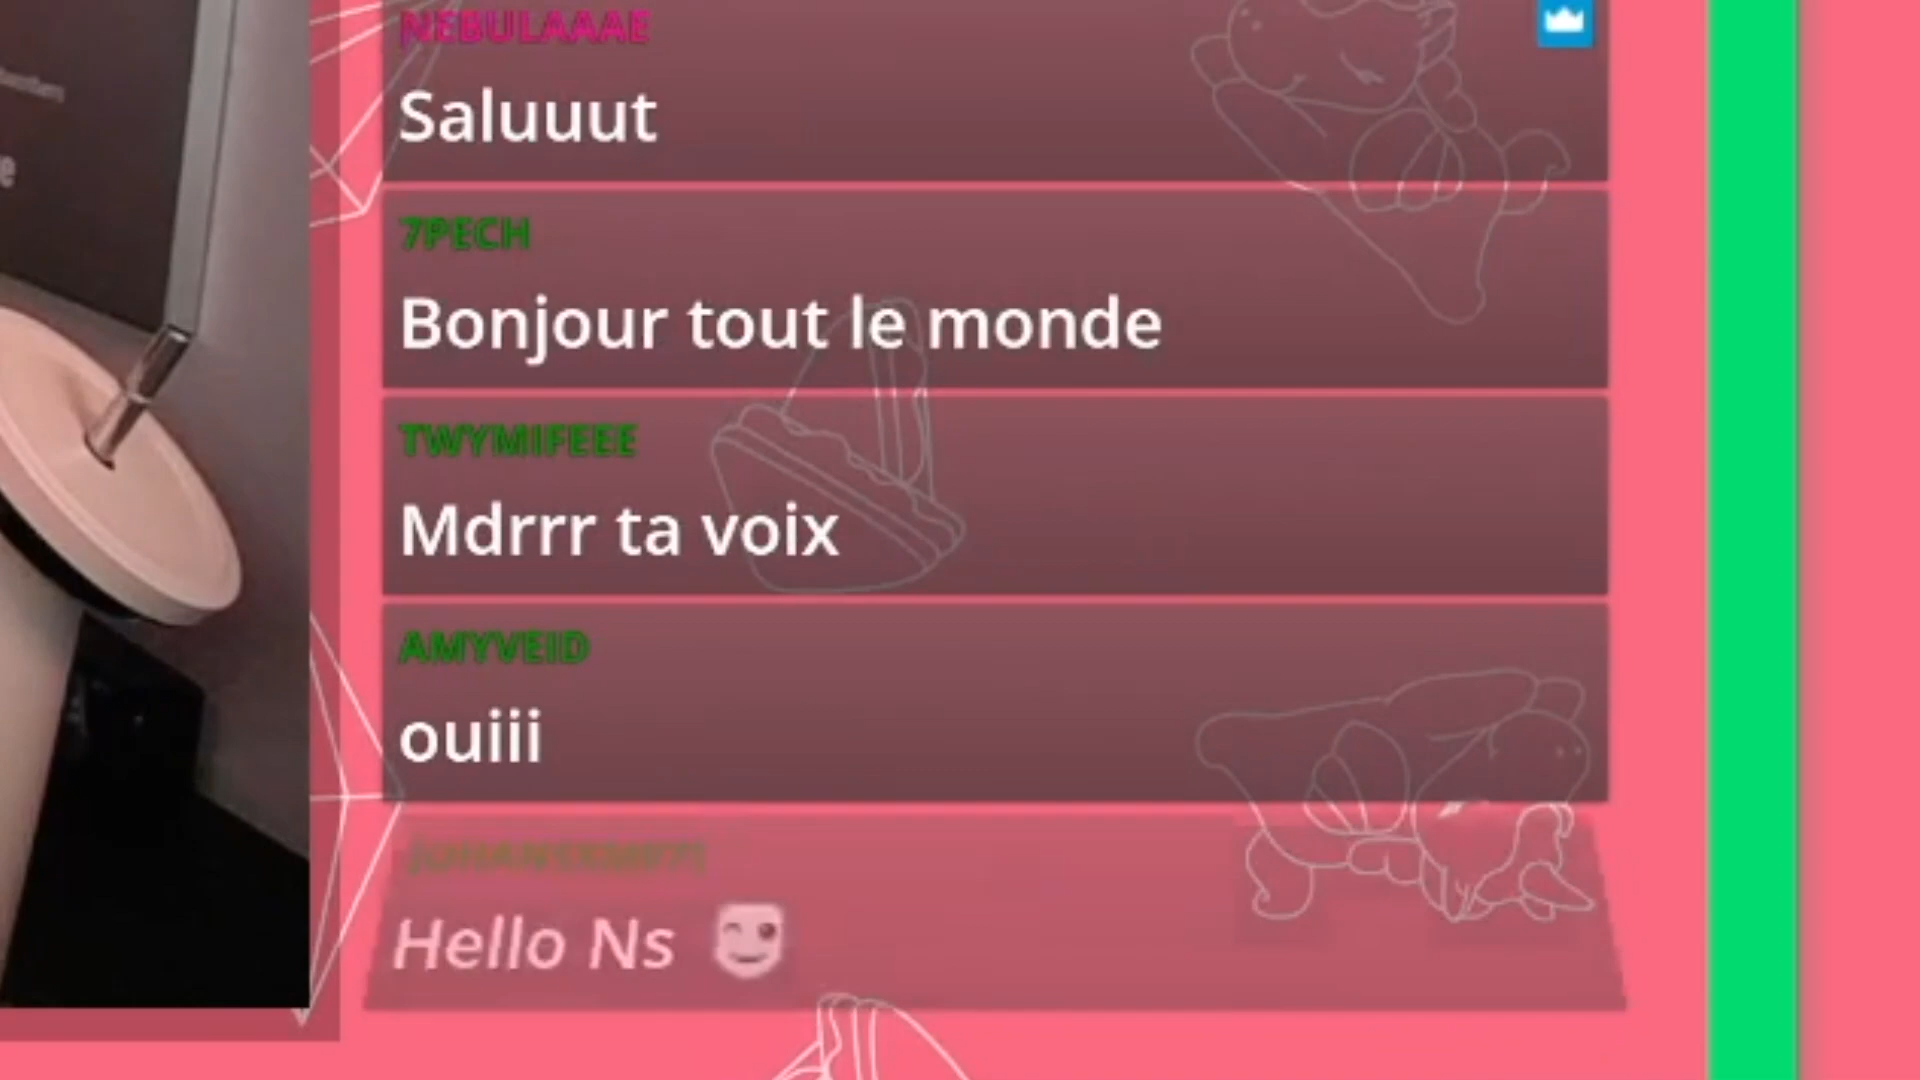 NEBULAAAE
Saluuut
7PECH
Bonjour tout le monde
TWYMIFEEE
Mdrrr ta voix
AMYVEID
ouiii
Hello Ns